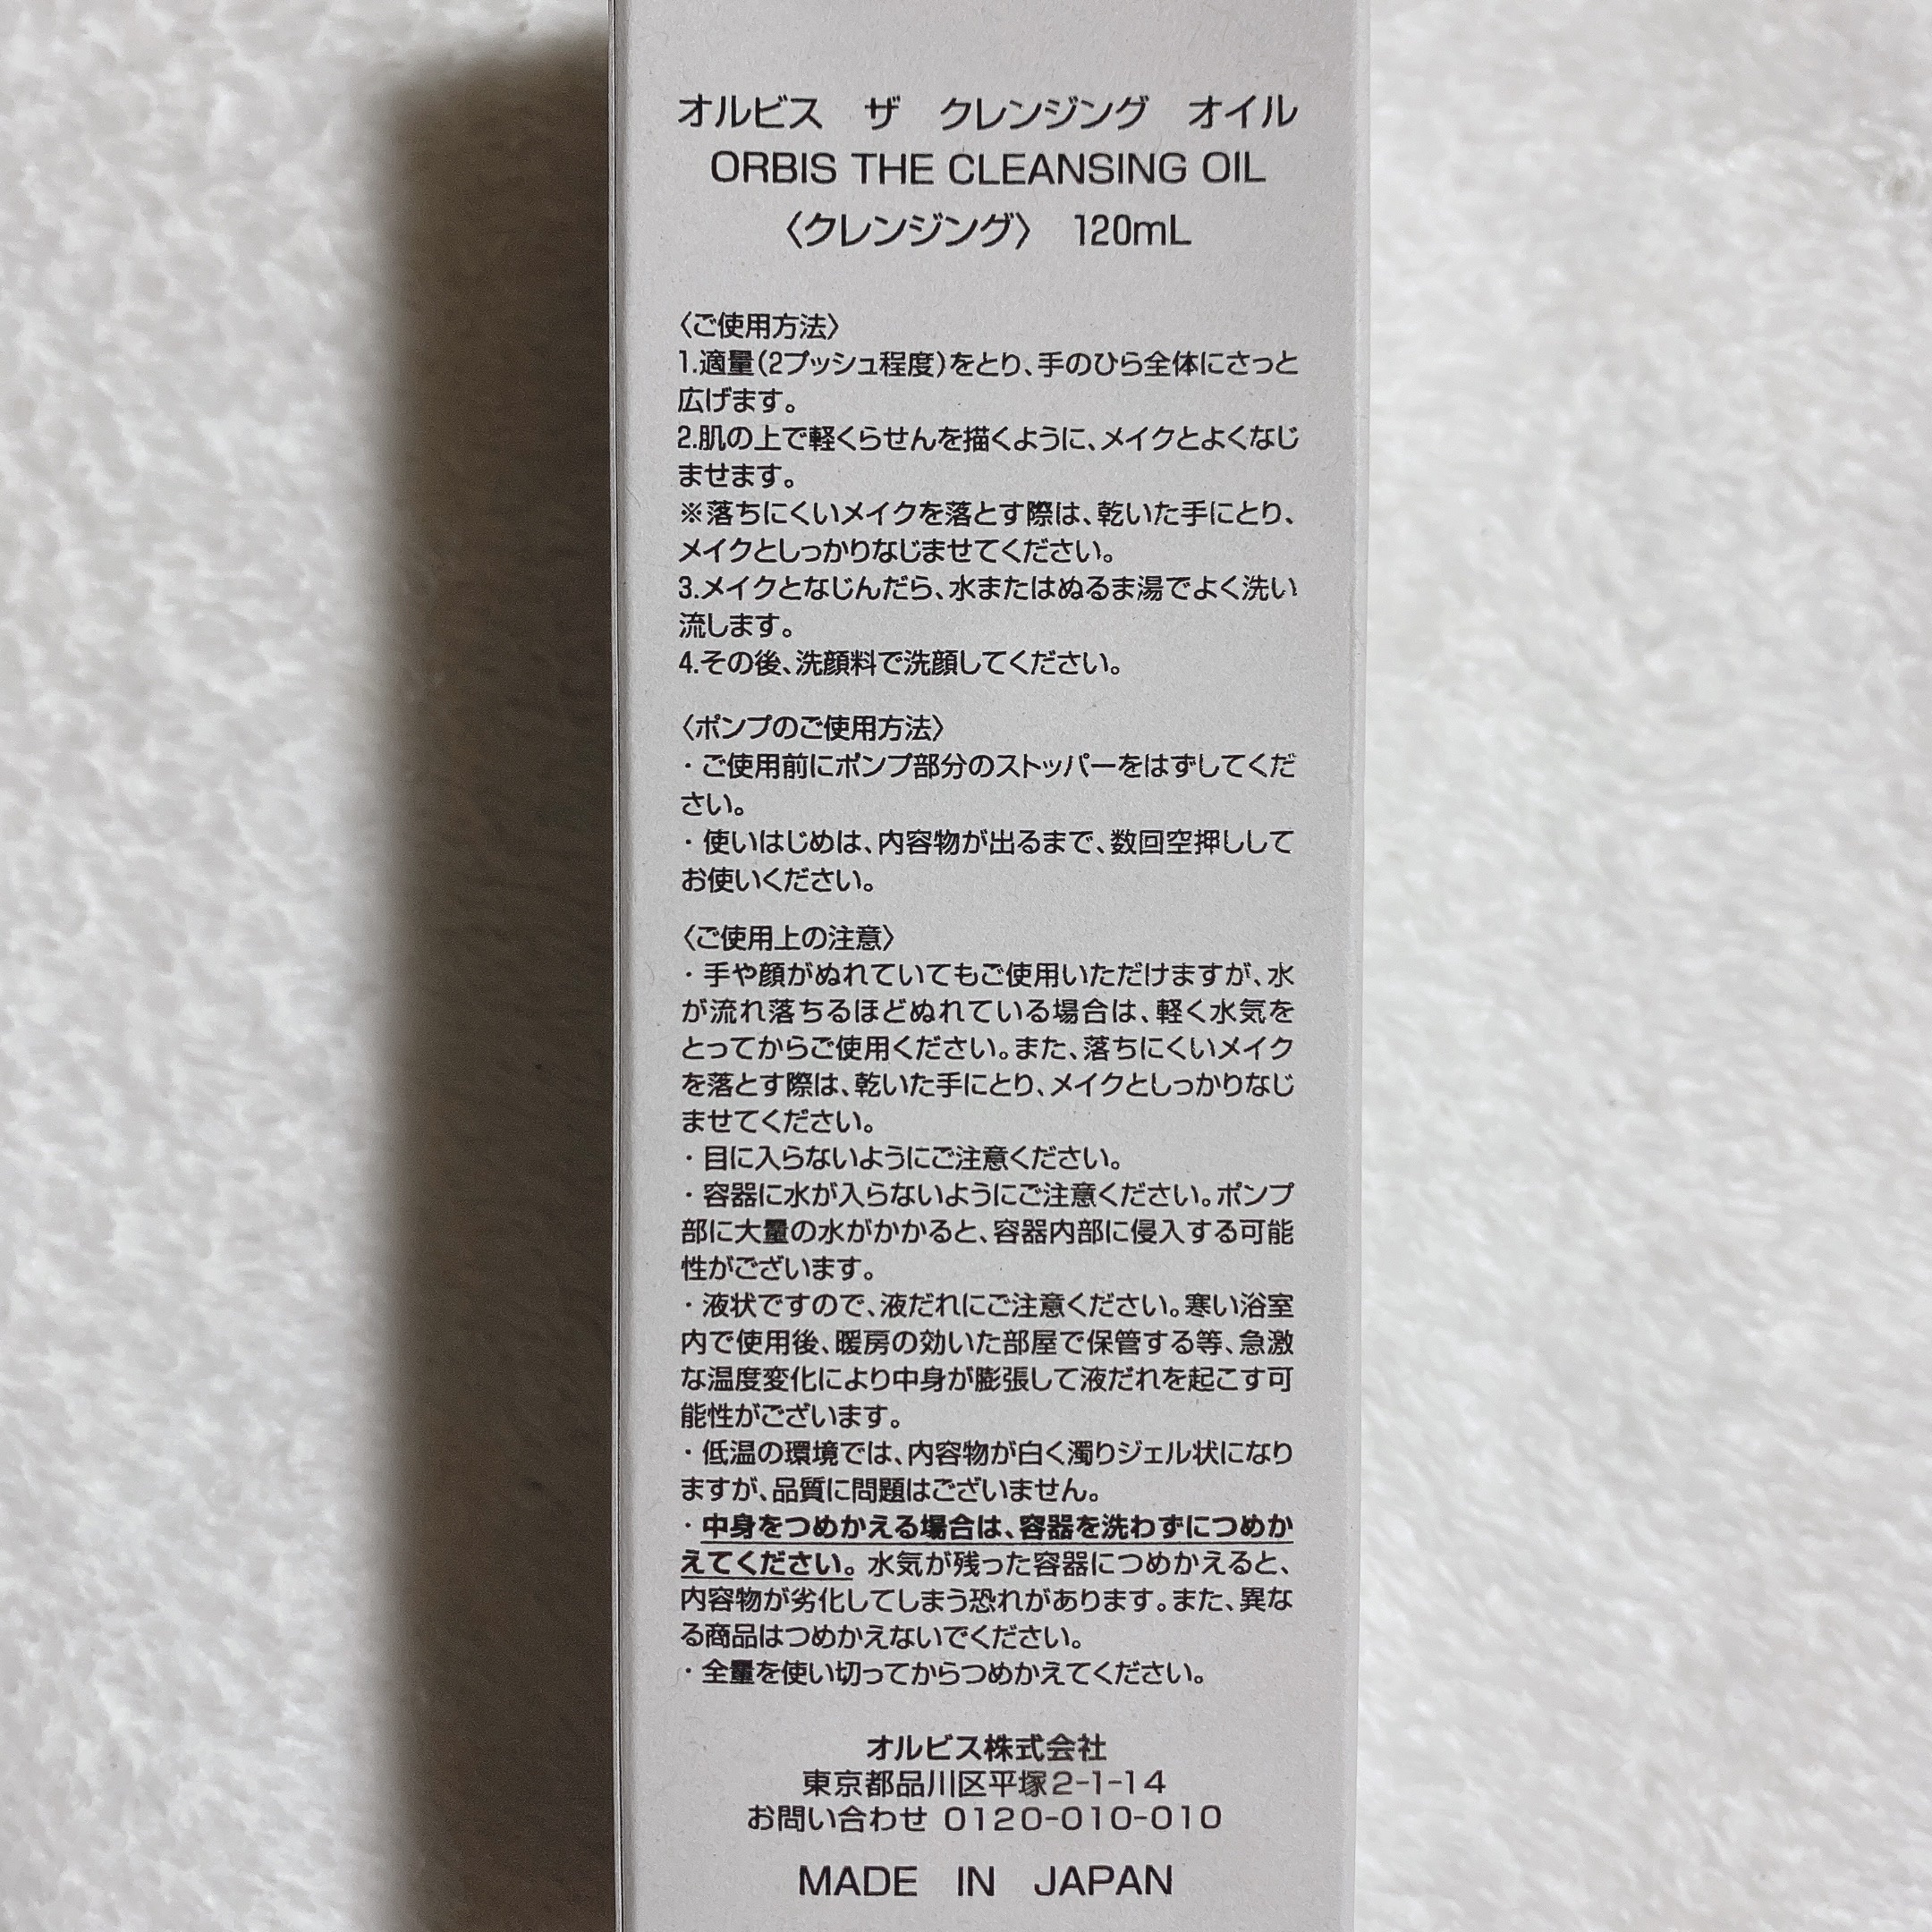 オルビス ザ クレンジング オイル
ORBIS THE CLEANSING OIL
〈クレンジング〉 120mL
〈ご使用方法〉
1.適量(2プッシュ程度)をとり、手のひら全体にさっと
広げます。
2.肌の上で軽くらせんを描くように、メイクとよくなじ
ませます。
※落ちにくいメイクを落とす際は、乾いた手にとり、
メイクとしっかりなじませてください。
3.メイクとなじんだら、水またはぬるま湯でよく洗い
流します。
4.その後、洗顔料で洗顔してください。
〈ポンプのご使用方法〉
・ご使用前にポンプ部分のストッパーをはずしてくだ
さい。
・使いはじめは、内容物が出るまで、数回空押しして
お使いください。
〈ご使用上の注意〉
・手や顔がぬれていてもご使用いただけますが、水
が流れ落ちるほどぬれている場合は、軽く水気を
とってからご使用ください。また、落ちにくいメイク
を落とす際は、乾いた手にとり、メイクとしっかりなじ
ませてください。
・目に入らないようにご注意ください。
・容器に水が入らないようにご注意ください。ポンプ
部に大量の水がかかると、容器内部に侵入する可能
性がございます。
・液状ですので、液だれにご注意ください。寒い浴室
内で使用後、暖房の効いた部屋で保管する等、急激
な温度変化により中身が膨張して液だれを起こす可
能性がございます。
・低温の環境では、内容物が白く濁りジェル状になり
ますが、品質に問題はございません。
・中身をつめかえる場合は、容器を洗わずにつめか
えてください。水気が残った容器につめかえると、
内容物が劣化してしまう恐れがあります。また、異な
る商品はつめかえないでください。
・全量を使い切ってからつめかえてください。
オルビス株式会社
東京都品川区平塚2-1-14
お問い合わせ 0120-010-010
MADE IN JAPAN